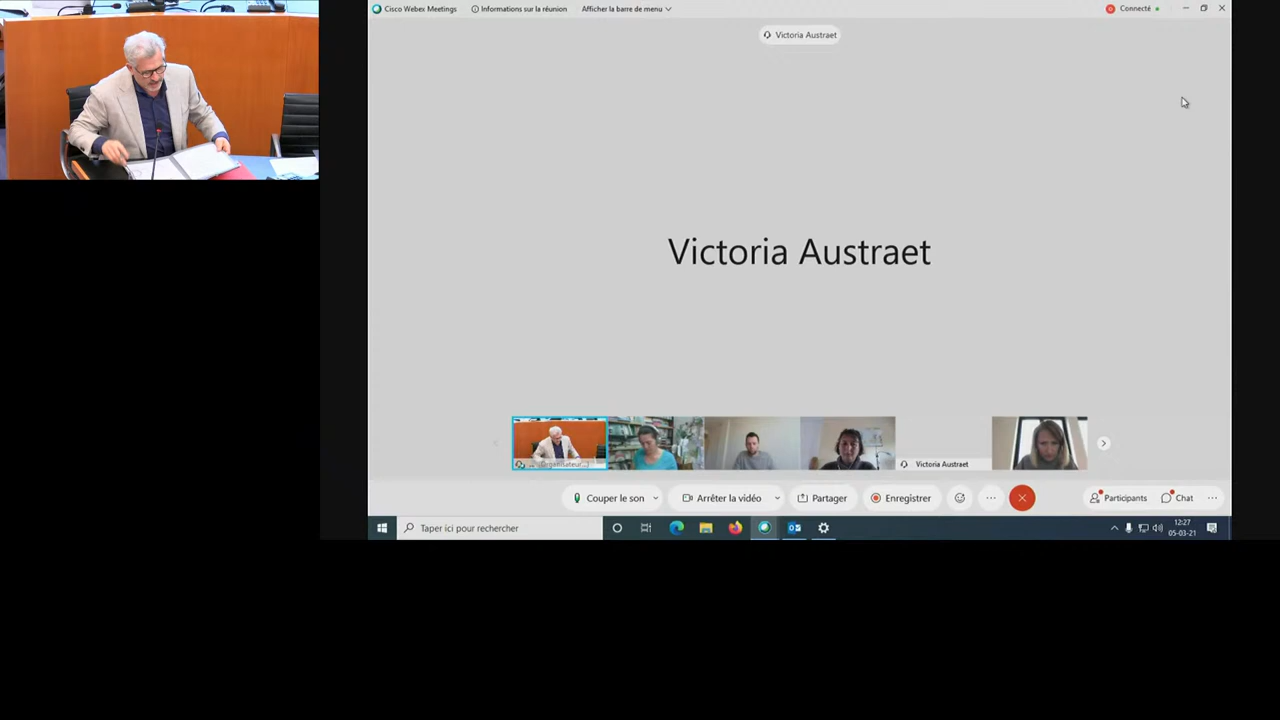 Cisco Webex Meetings
Informations sur la réunion
Afficher la barre de menu
Connecté
Victoria Austraet
Victoria Austraet
Victoria Austraet
Couper le son
Arrêter la vidéo
Partager
Enregistrer
Participants
Chat
Taper ici pour rechercher
12:27
05-03-21